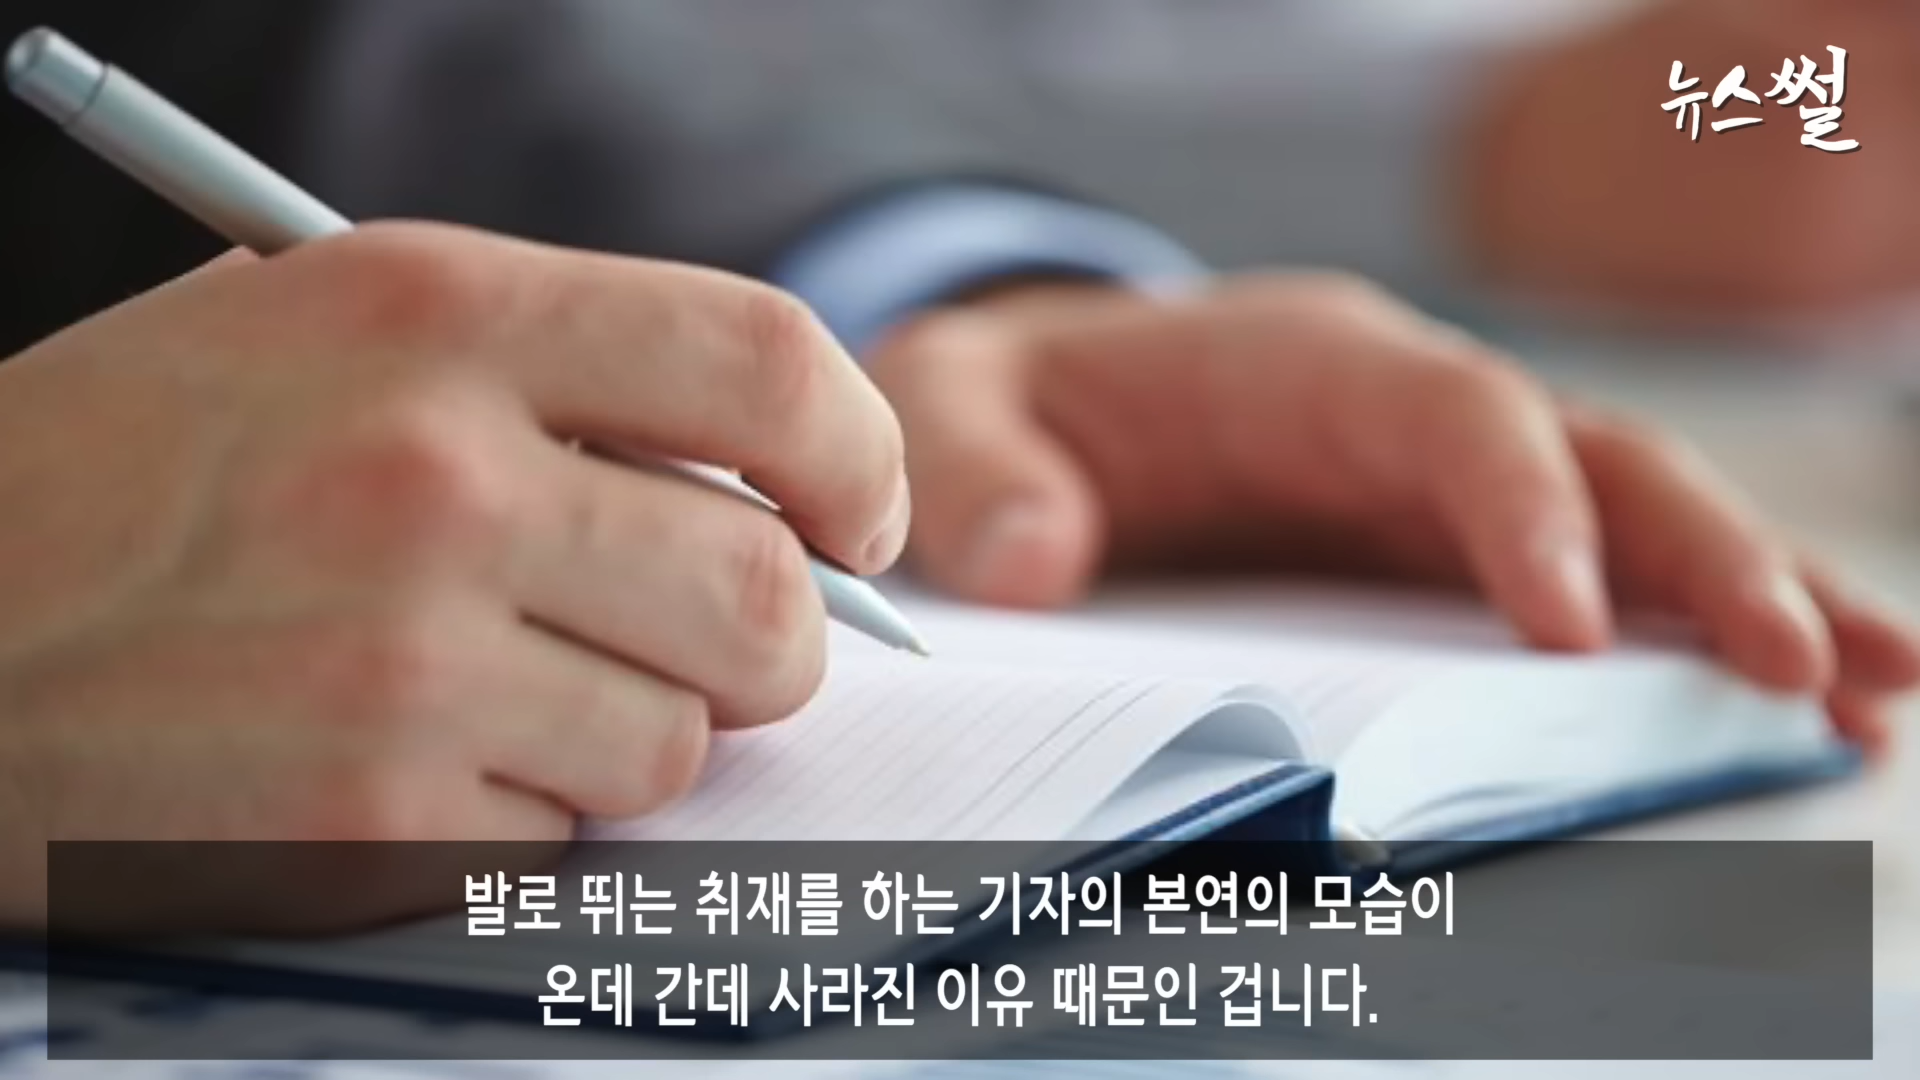 뉴스썰
발로 뛰는 취재를 하는 기자의 본연의 모습이
온데 간데 사라진 이유 때문인 겁니다.